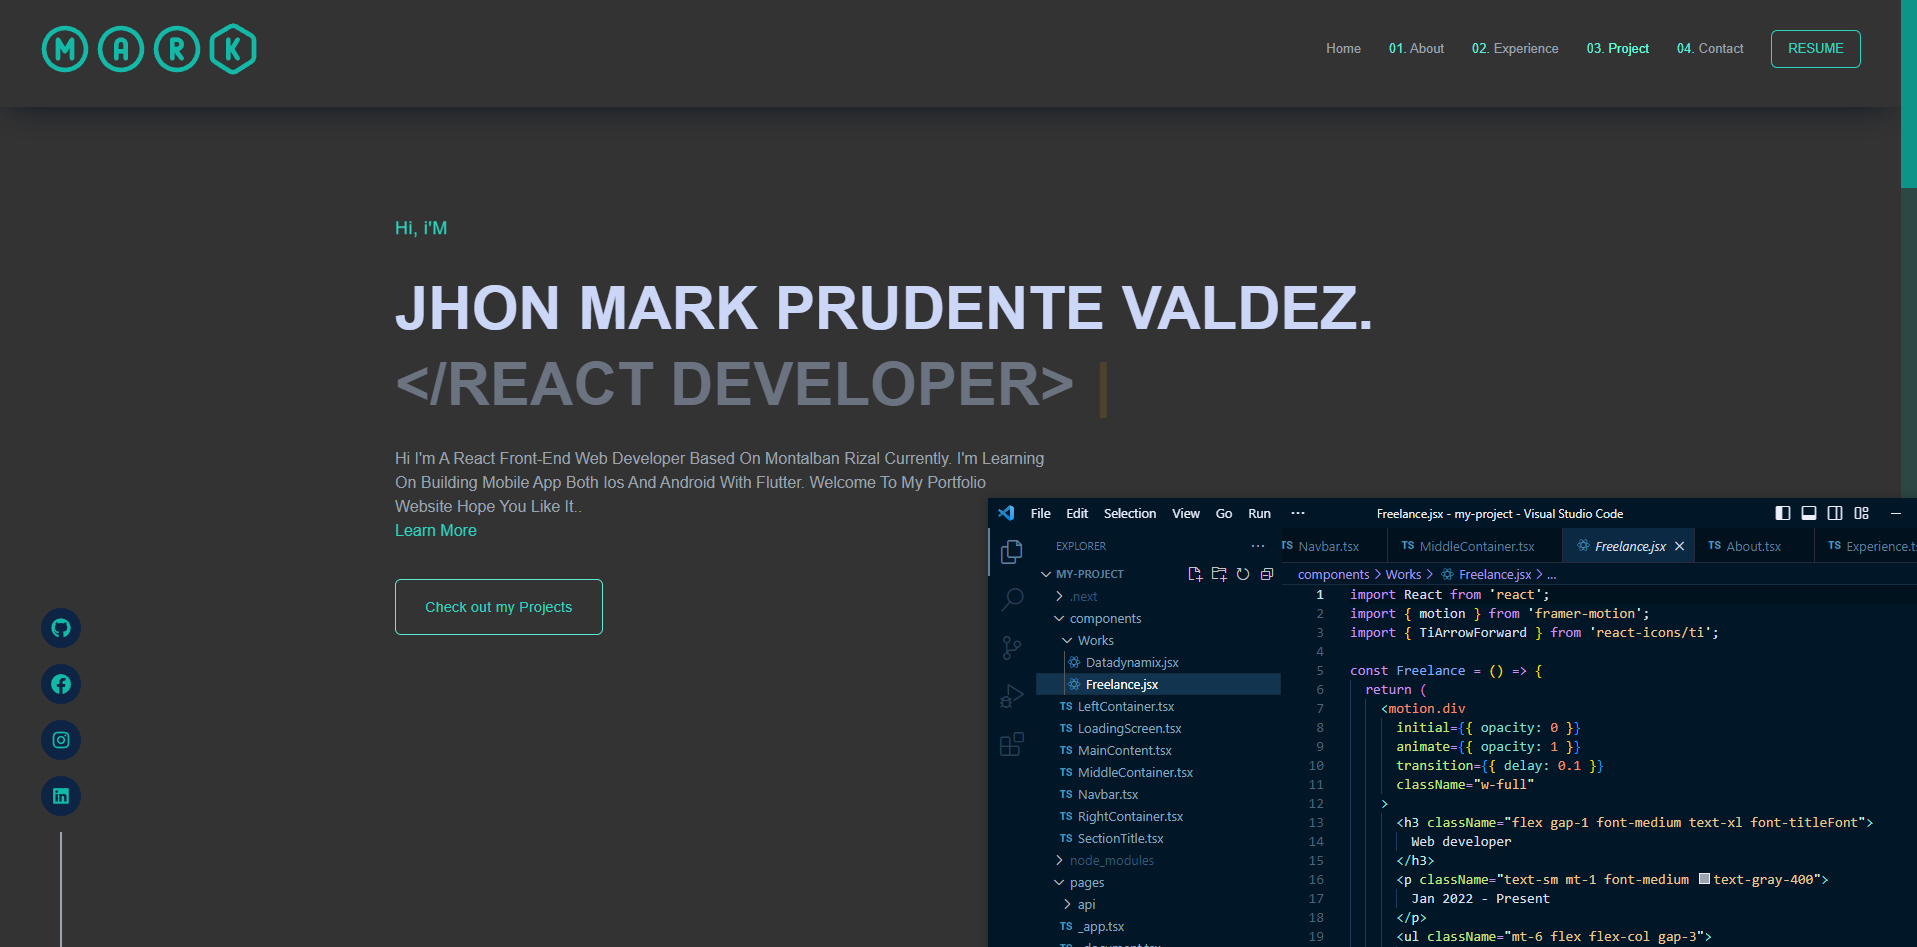 MARK
Home 01. About 02. Experience 03. Project 04. Contact RESUME
Hi, i'M
JHON MARK PRUDENTE VALDEZ.
</REACT DEVELOPER> |
Hi I'm A React Front-End Web Developer Based On Montalban Rizal Currently. I'm Learning
On Building Mobile App Both Ios And Android With Flutter. Welcome To My Portfolio
Website Hope You Like It..
Learn More
Check out my Projects
File Edit Selection View Go Run ··· Freelance.jsx - my-project - Visual Studio Code
EXPLORER ···
MY-PROJECT
.next
components
Works
Datadynamix.jsx
Freelance.jsx
TS LeftContainer.tsx
TS LoadingScreen.tsx
TS MainContent.tsx
TS MiddleContainer.tsx
TS Navbar.tsx
TS RightContainer.tsx
TS SectionTitle.tsx
node_modules
pages
api
TS _app.tsx
TS Navbar.tsx TS MiddleContainer.tsx Freelance.jsx TS About.tsx TS Experience.t
components > Works > Freelance.jsx > ...
1 import React from 'react';
2 import { motion } from 'framer-motion';
3 import { TiArrowForward } from 'react-icons/ti';
4
5 const Freelance = () => {
6 return (
7 <motion.div
8 initial={{ opacity: 0 }}
9 animate={{ opacity: 1 }}
10 transition={{ delay: 0.1 }}
11 className="w-full"
12 >
13 <h3 className="flex gap-1 font-medium text-xl font-titleFont">
14 Web developer
15 </h3>
16 <p className="text-sm mt-1 font-medium text-gray-400">
17 Jan 2022 - Present
18 </p>
19 <ul className="mt-6 flex flex-col gap-3">